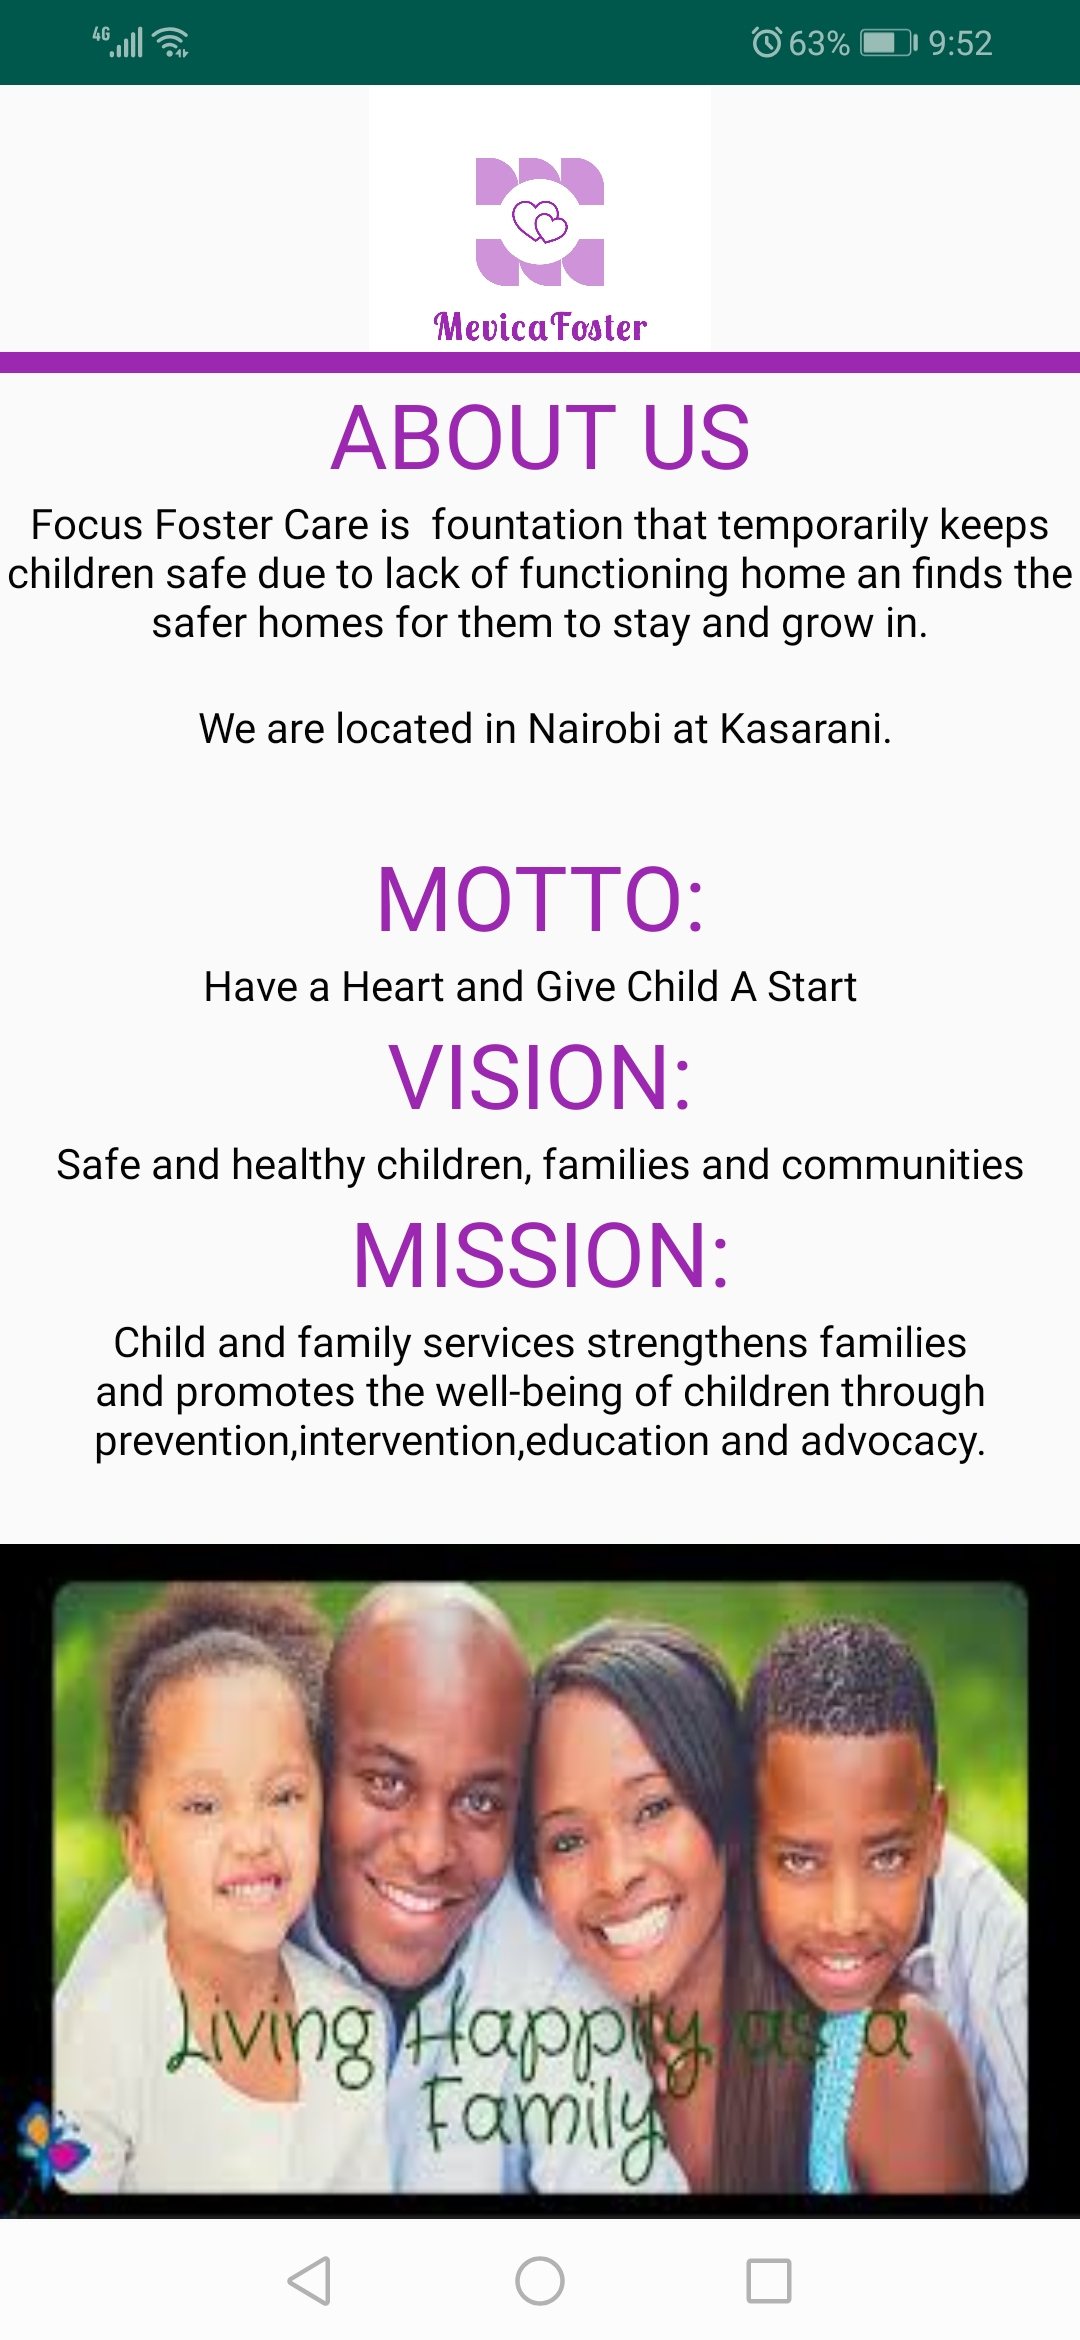 4G 63% 9:52
MevicaFoster
ABOUT US
Focus Foster Care is  fountation that temporarily keeps
children safe due to lack of functioning home an finds the
safer homes for them to stay and grow in.
We are located in Nairobi at Kasarani.
MOTTO:
Have a Heart and Give Child A Start
VISION:
Safe and healthy children, families and communities
MISSION:
Child and family services strengthens families
and promotes the well-being of children through
prevention,intervention,education and advocacy.
Living Happily as a
Family